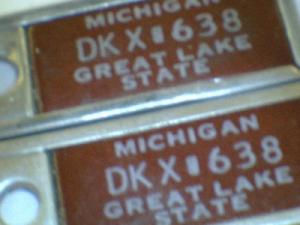 MICHIGAN
DKX 638
GREAT LAKE
STATE
MICHIGAN
DKX 638
GREAT LAKE
STATE